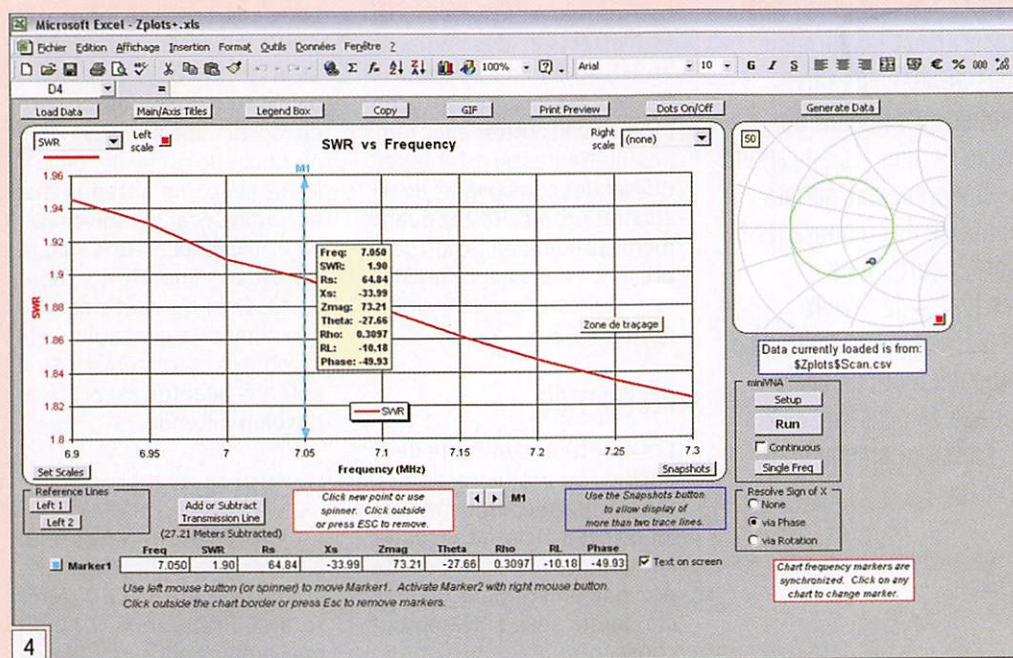 Microsoft Excel - Zplots+.xls
Fichier Edition Affichage Insertion Format Outils Données Fenêtre ?
100% Arial 10 G I S € % 000
D4 =
Load Data Main/Axis Titles Legend Box Copy GIF Print Preview Dots On/Off Generate Data
SWR Left scale
SWR vs Frequency
Right scale (none)
50
M1
1.96
1.94
1.92
1.9
1.88
1.86
1.84
1.82
1.8
SWR
Freq: 7.050
SWR: 1.90
Rs: 64.84
Xs: -33.99
Zmag: 73.21
Theta: -27.66
Rho: 0.3097
RL: -10.18
Phase: -49.93
Zone de traçage
SWR
6.9 6.95 7 7.05 7.1 7.15 7.2 7.25 7.3
Frequency (MHz)
Set Scales
Snapshots
Data currently loaded is from:
$Zplots$Scan.csv
miniVNA
Setup
Run
Continuous
Single Freq
Resolve Sign of X
None
via Phase
via Rotation
Reference Lines
Left 1
Left 2
Add or Subtract
Transmission Line
(27.21 Meters Subtracted)
Click new point or use
spinner. Click outside
or press ESC to remove.
M1
Use the Snapshots button
to allow display of
more than two trace lines.
Freq SWR Rs Xs Zmag Theta Rho RL Phase
Marker1 7.050 1.90 64.84 -33.99 73.21 -27.66 0.3097 -10.18 -49.93 Text on screen
Use left mouse button (or spinner) to move Marker1. Activate Marker2 with right mouse button.
Click outside the chart border or press Esc to remove markers.
Chart frequency markers are
synchronized. Click on any
chart to change marker.
4